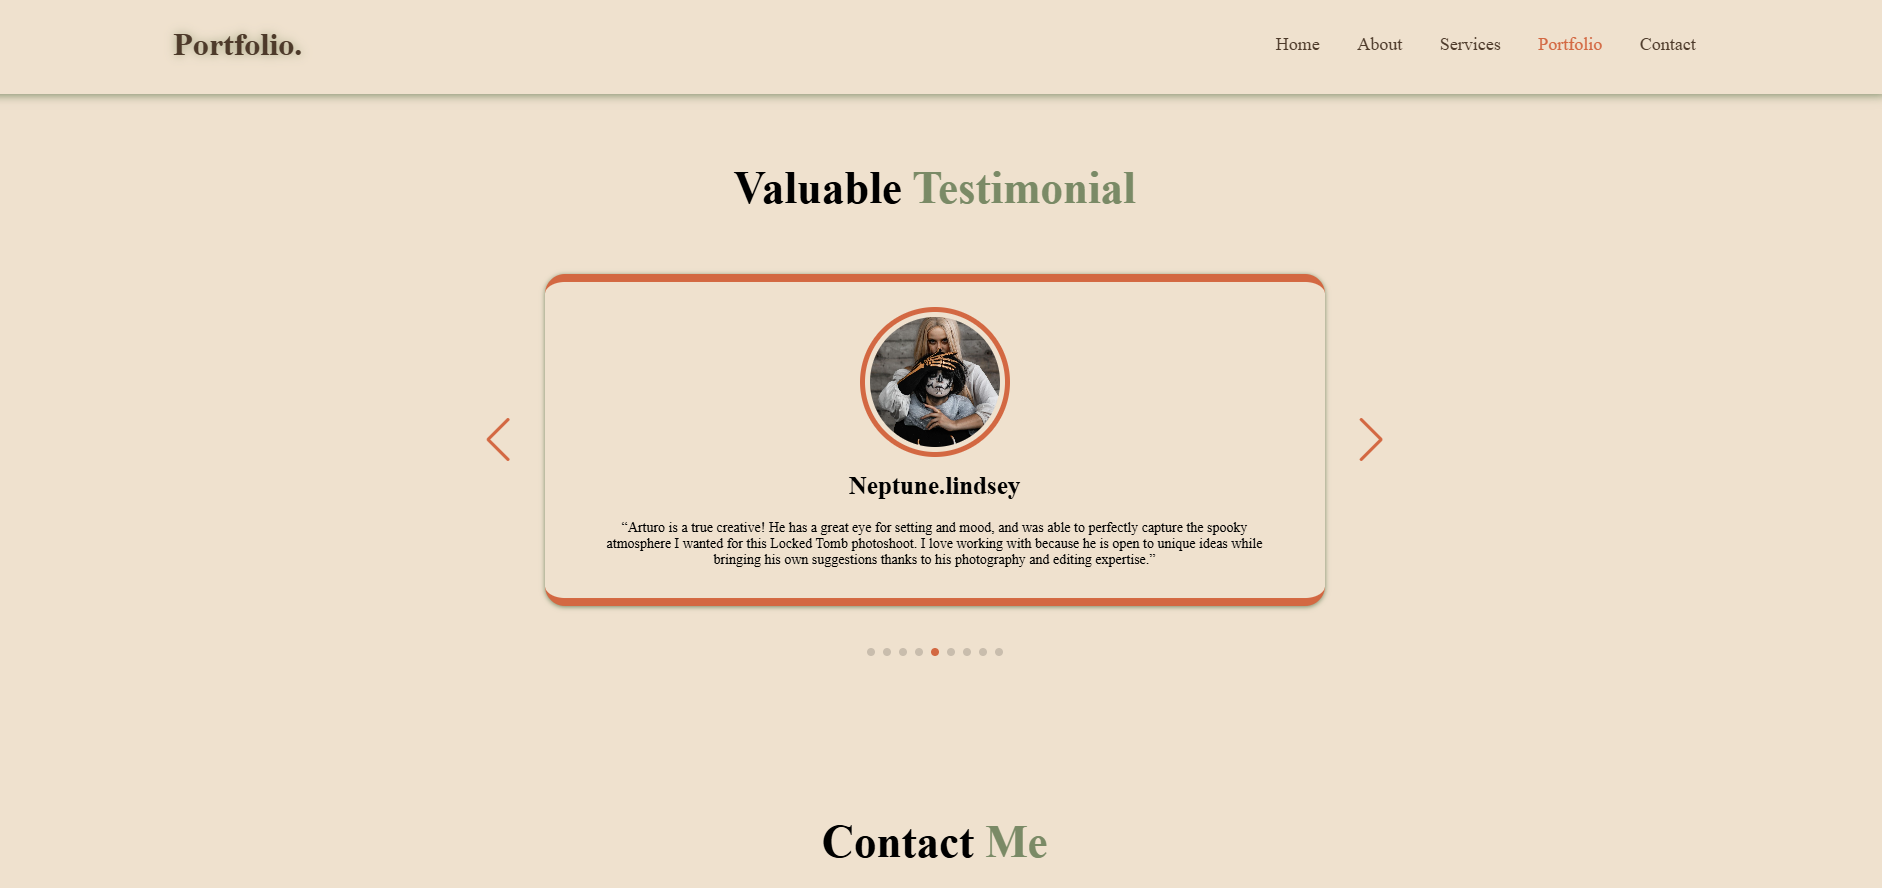 Portfolio.
Home About Services Portfolio Contact
Valuable Testimonial
Neptune.lindsey
“Arturo is a true creative! He has a great eye for setting and mood, and was able to perfectly capture the spooky
atmosphere I wanted for this Locked Tomb photoshoot. I love working with because he is open to unique ideas while
bringing his own suggestions thanks to his photography and editing expertise.”
Contact Me